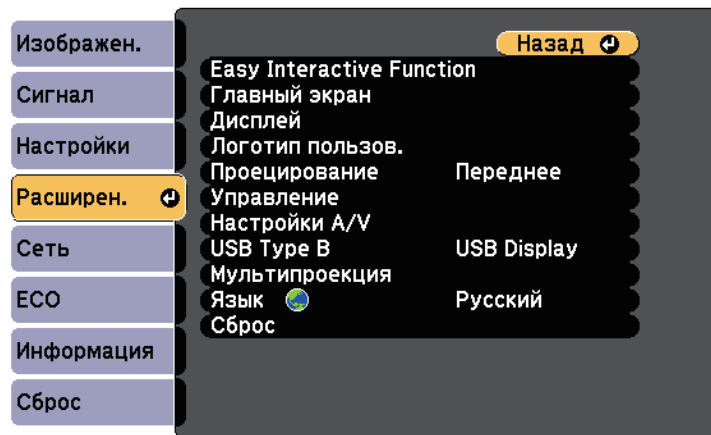 Изображен.
Сигнал
Настройки
Расширен.
Сеть
ECO
Информация
Сброс
Назад
Easy Interactive Function
Главный экран
Дисплей
Логотип пользов.
Проецирование Переднее
Управление
Настройки A/V
USB Type B USB Display
Мультипроекция
Язык Русский
Сброс